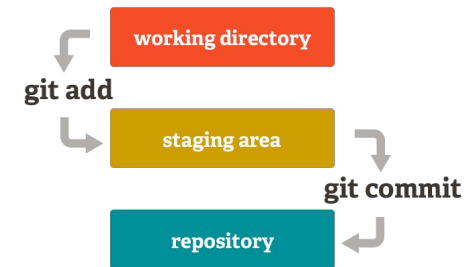 working directory
git add
staging area
git commit
repository